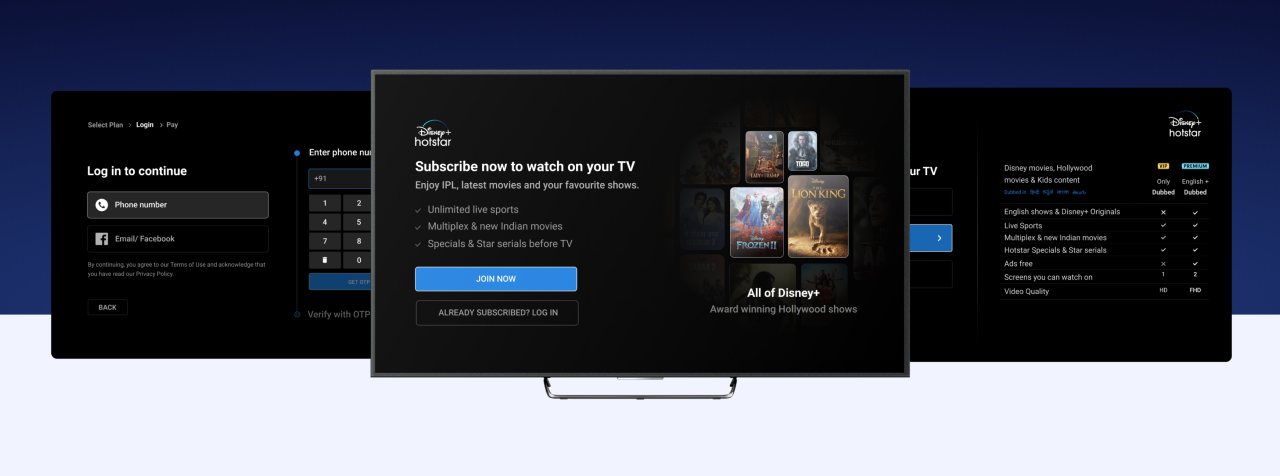 Select Plan > Login > Pay
Log in to continue
Phone number
Email/ Facebook
By continuing, you agree to our Terms of Use and acknowledge that
you have read our Privacy Policy.
BACK
Enter phone nu
+91
1 2
4 5
7 8
0
GET OTP
Verify with OTP
Disney+
hotstar
Subscribe now to watch on your TV
Enjoy IPL, latest movies and your favourite shows.
Unlimited live sports
Multiplex & new Indian movies
Specials & Star serials before TV
JOIN NOW
ALREADY SUBSCRIBED? LOG IN
TOGO
Disney
THE
LION KING
Disney
FROZEN II
All of Disney+
Award winning Hollywood shows
ur TV
Disney+
hotstar
Disney movies, Hollywood
movies & Kids content
Dubbed in हिन्दी
VIP PREMIUM
Only English +
Dubbed Dubbed
English shows & Disney+ Originals
Live Sports
Multiplex & new Indian movies
Hotstar Specials & Star serials
Ads free
Screens you can watch on 1 2
Video Quality HD FHD